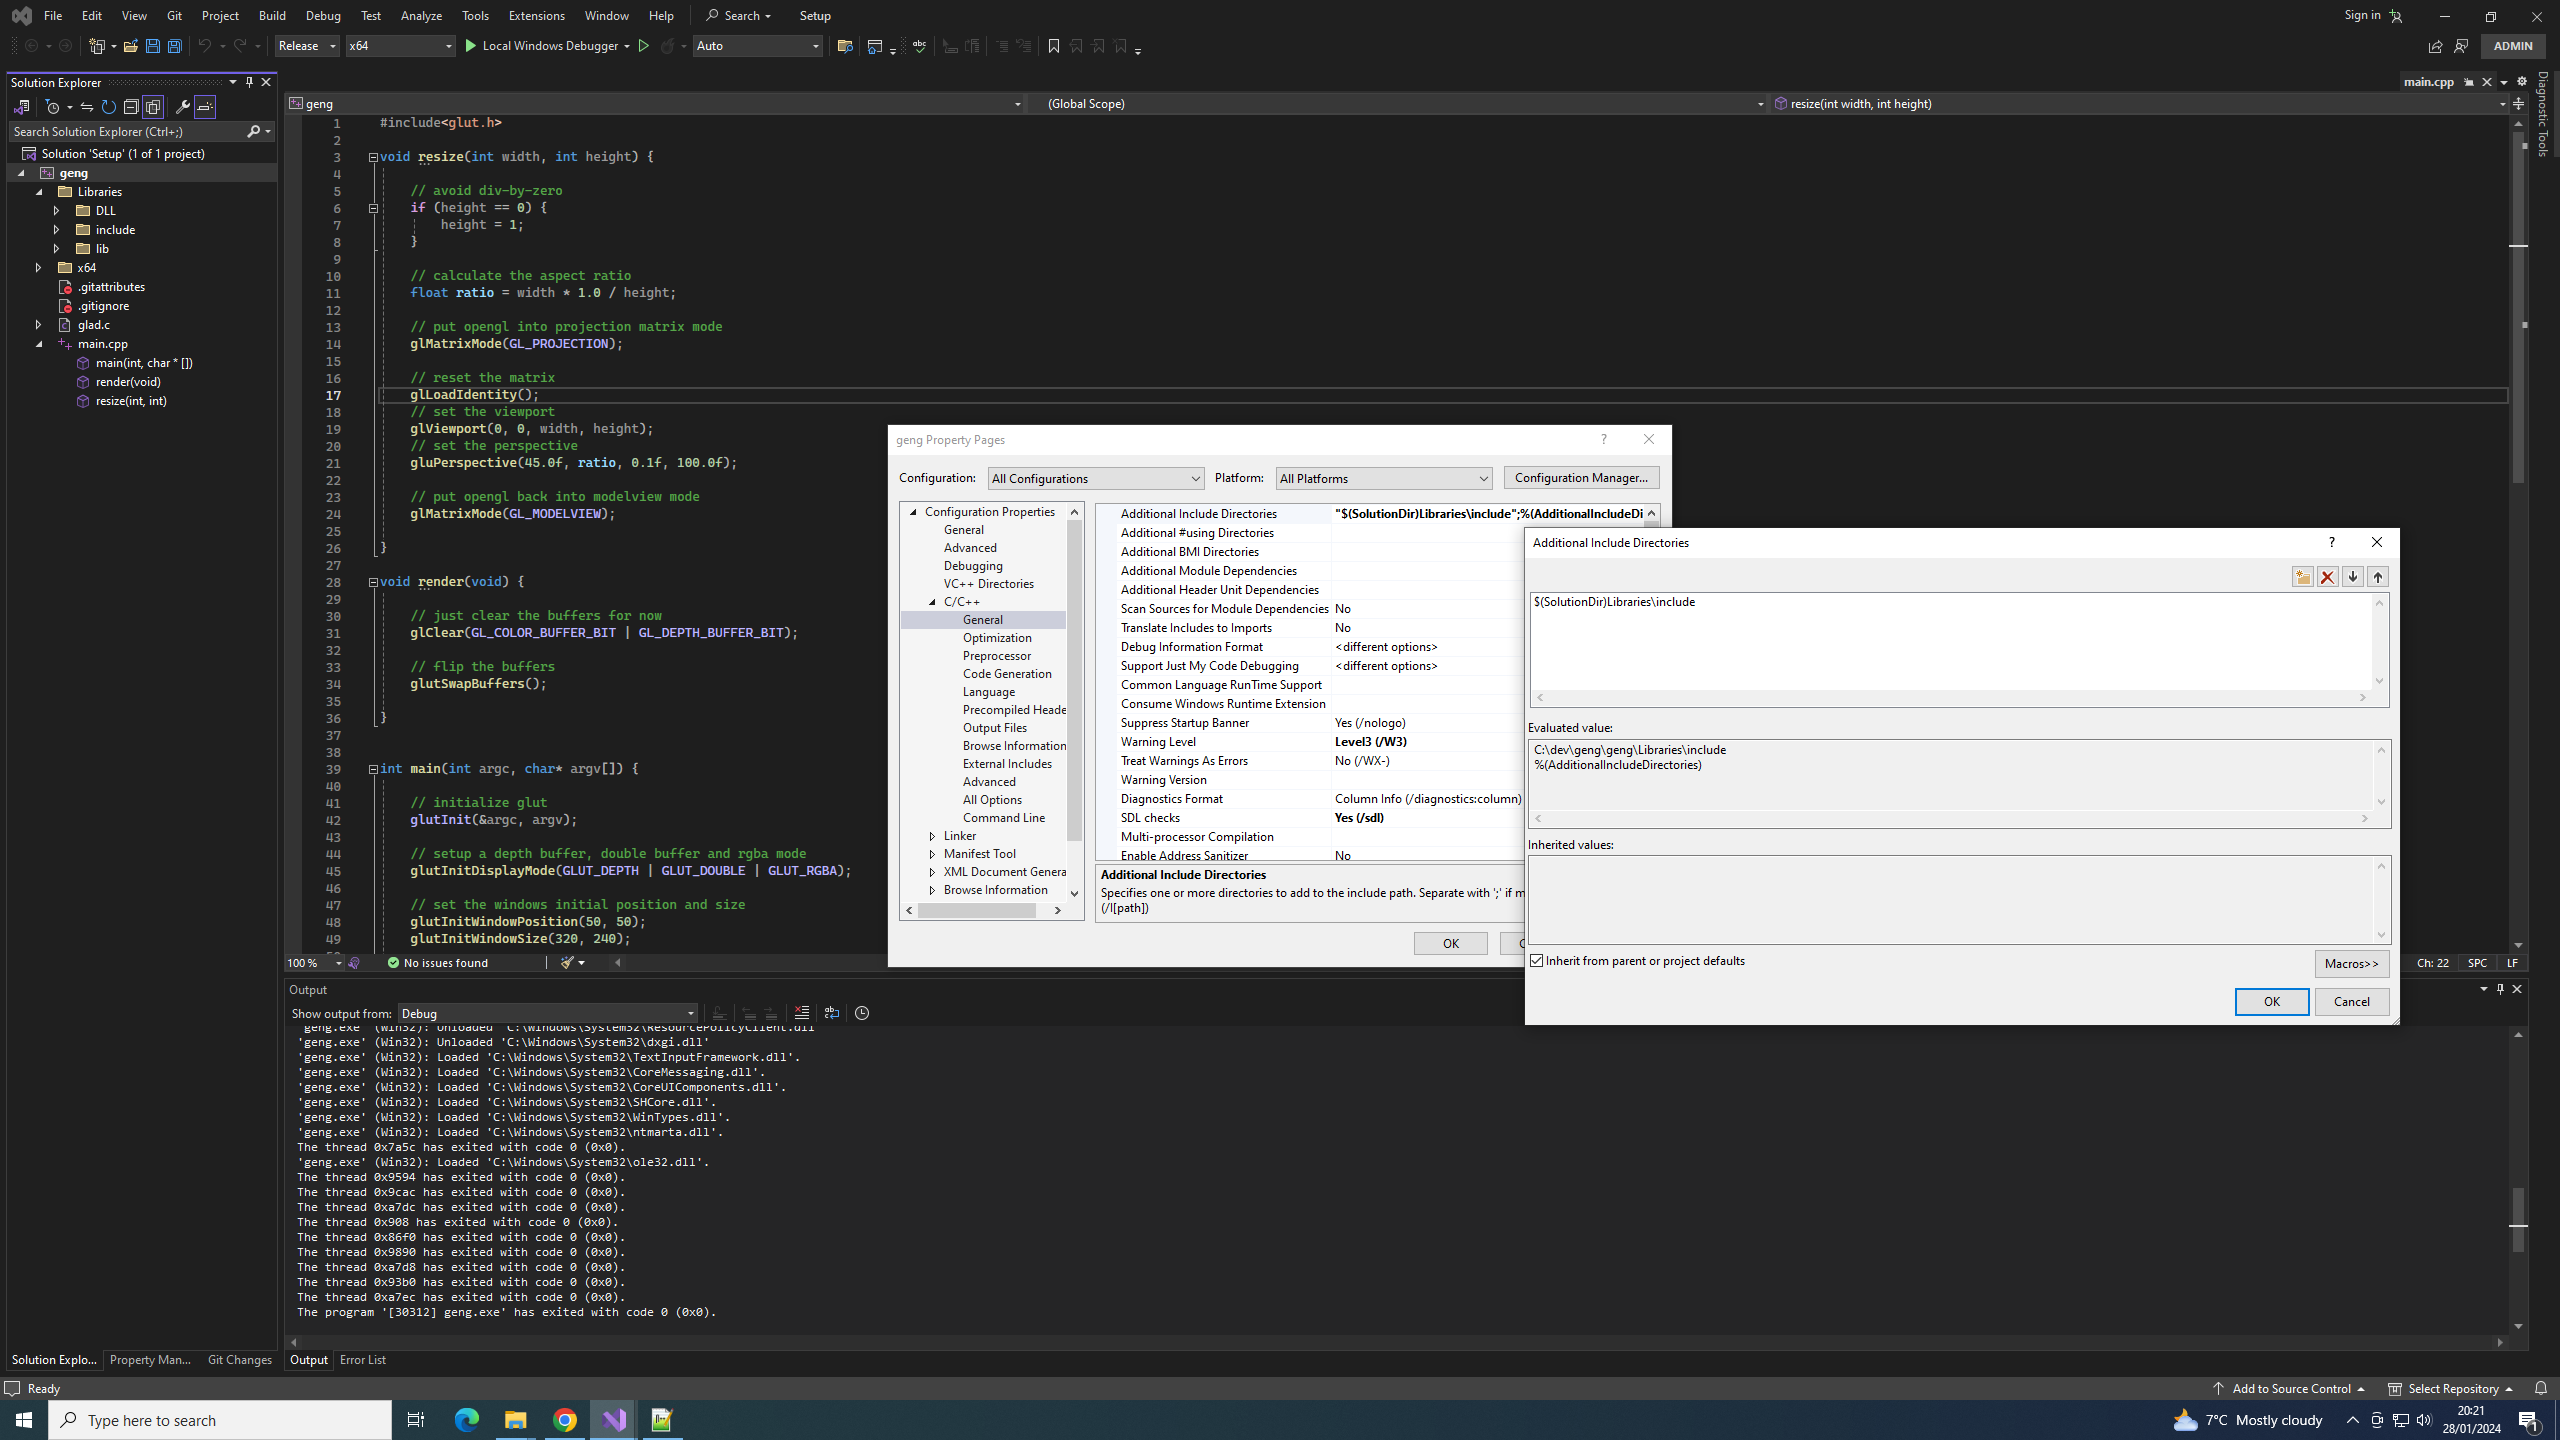 File Edit View Git Project Build Debug Test Analyze Tools Extensions Window Help Search Setup Sign in
Release x64 Local Windows Debugger Auto ADMIN
Solution Explorer
Search Solution Explorer (Ctrl+;)
Solution 'Setup' (1 of 1 project)
geng
Libraries
DLL
include
lib
x64
.gitattributes
.gitignore
glad.c
main.cpp
main(int, char * [])
render(void)
resize(int, int)
Solution Explo... Property Man... Git Changes
main.cpp
Diagnostic Tools
geng (Global Scope) resize(int width, int height)
1 #include<glut.h>
2
3 void resize(int width, int height) {
4
5 // avoid div-by-zero
6 if (height == 0) {
7 height = 1;
8 }
9
10 // calculate the aspect ratio
11 float ratio = width * 1.0 / height;
12
13 // put opengl into projection matrix mode
14 glMatrixMode(GL_PROJECTION);
15
16 // reset the matrix
17 glLoadIdentity();
18 // set the viewport
19 glViewport(0, 0, width, height);
20 // set the perspective
21 gluPerspective(45.0f, ratio, 0.1f, 100.0f);
22
23 // put opengl back into modelview mode
24 glMatrixMode(GL_MODELVIEW);
25
26 }
27
28 void render(void) {
29
30 // just clear the buffers for now
31 glClear(GL_COLOR_BUFFER_BIT | GL_DEPTH_BUFFER_BIT);
32
33 // flip the buffers
34 glutSwapBuffers();
35
36 }
37
38
39 int main(int argc, char* argv[]) {
40
41 // initialize glut
42 glutInit(&argc, argv);
43
44 // setup a depth buffer, double buffer and rgba mode
45 glutInitDisplayMode(GLUT_DEPTH | GLUT_DOUBLE | GLUT_RGBA);
46
47 // set the windows initial position and size
48 glutInitWindowPosition(50, 50);
49 glutInitWindowSize(320, 240);
100 % No issues found Ch: 22 SPC LF
geng Property Pages ?
Configuration: All Configurations Platform: All Platforms Configuration Manager...
Configuration Properties
General
Advanced
Debugging
VC++ Directories
C/C++
General
Optimization
Preprocessor
Code Generation
Language
Precompiled Heade
Output Files
Browse Information
External Includes
Advanced
All Options
Command Line
Linker
Manifest Tool
XML Document Genera
Browse Information
Additional Include Directories "$(SolutionDir)Libraries\include";%(AdditionalIncludeDi
Additional #using Directories
Additional BMI Directories
Additional Module Dependencies
Additional Header Unit Dependencies
Scan Sources for Module Dependencies No
Translate Includes to Imports No
Debug Information Format <different options>
Support Just My Code Debugging <different options>
Common Language RunTime Support
Consume Windows Runtime Extension
Suppress Startup Banner Yes (/nologo)
Warning Level Level3 (/W3)
Treat Warnings As Errors No (/WX-)
Warning Version
Diagnostics Format Column Info (/diagnostics:column)
SDL checks Yes (/sdl)
Multi-processor Compilation
Enable Address Sanitizer No
Additional Include Directories
Specifies one or more directories to add to the include path. Separate with ';' if m
(/I[path])
OK
Additional Include Directories ?
$(SolutionDir)Libraries\include
Evaluated value:
C:\dev\geng\geng\Libraries\include
%(AdditionalIncludeDirectories)
Inherited values:
Inherit from parent or project defaults
Macros>>
OK Cancel
Output
Show output from: Debug
'geng.exe' (Win32): Unloaded 'C:\Windows\System32\ResourcePolicyClient.dll'
'geng.exe' (Win32): Unloaded 'C:\Windows\System32\dxgi.dll'
'geng.exe' (Win32): Loaded 'C:\Windows\System32\TextInputFramework.dll'.
'geng.exe' (Win32): Loaded 'C:\Windows\System32\CoreMessaging.dll'.
'geng.exe' (Win32): Loaded 'C:\Windows\System32\CoreUIComponents.dll'.
'geng.exe' (Win32): Loaded 'C:\Windows\System32\SHCore.dll'.
'geng.exe' (Win32): Loaded 'C:\Windows\System32\WinTypes.dll'.
'geng.exe' (Win32): Loaded 'C:\Windows\System32\ntmarta.dll'.
The thread 0x7a5c has exited with code 0 (0x0).
'geng.exe' (Win32): Loaded 'C:\Windows\System32\ole32.dll'.
The thread 0x9594 has exited with code 0 (0x0).
The thread 0x9cac has exited with code 0 (0x0).
The thread 0xa7dc has exited with code 0 (0x0).
The thread 0x908 has exited with code 0 (0x0).
The thread 0x86f0 has exited with code 0 (0x0).
The thread 0x9890 has exited with code 0 (0x0).
The thread 0xa7d8 has exited with code 0 (0x0).
The thread 0x93b0 has exited with code 0 (0x0).
The thread 0xa7ec has exited with code 0 (0x0).
The program '[30312] geng.exe' has exited with code 0 (0x0).
Output Error List
Ready Add to Source Control Select Repository
Type here to search 7°C Mostly cloudy 20:21
28/01/2024 1